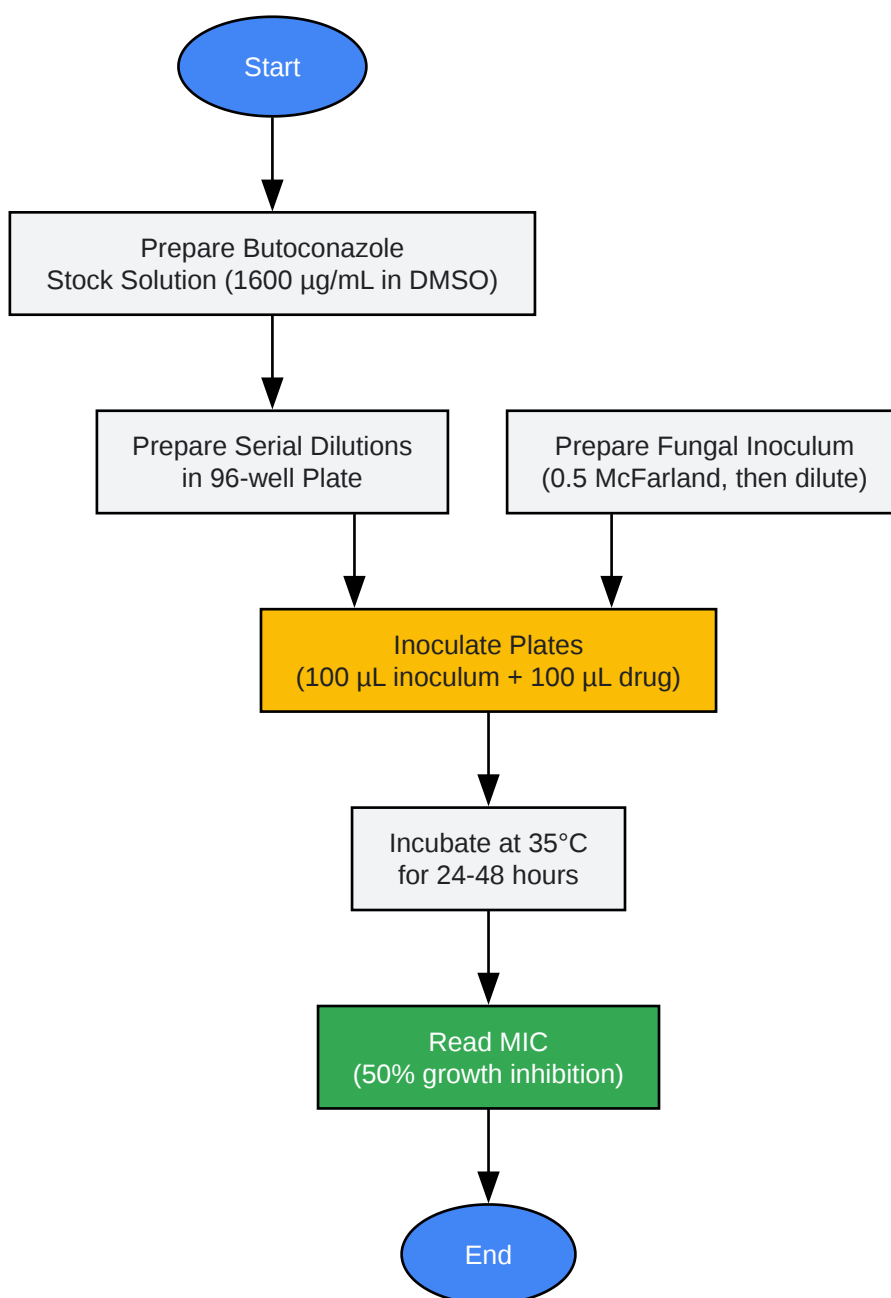 Start
Prepare Butoconazole
Stock Solution (1600 µg/mL in DMSO)
Prepare Serial Dilutions
in 96-well Plate
Prepare Fungal Inoculum
(0.5 McFarland, then dilute)
Inoculate Plates
(100 µL inoculum + 100 µL drug)
Incubate at 35°C
for 24-48 hours
Read MIC
(50% growth inhibition)
End